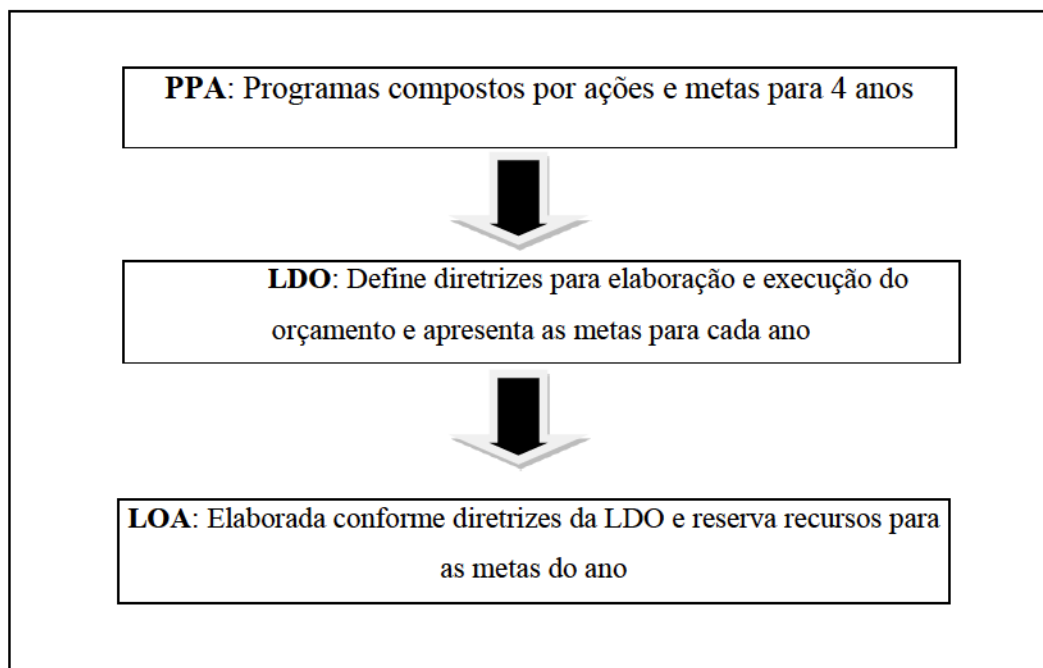 PPA: Programas compostos por ações e metas para 4 anos
LDO: Define diretrizes para elaboração e execução do
orçamento e apresenta as metas para cada ano
LOA: Elaborada conforme diretrizes da LDO e reserva recursos para
as metas do ano